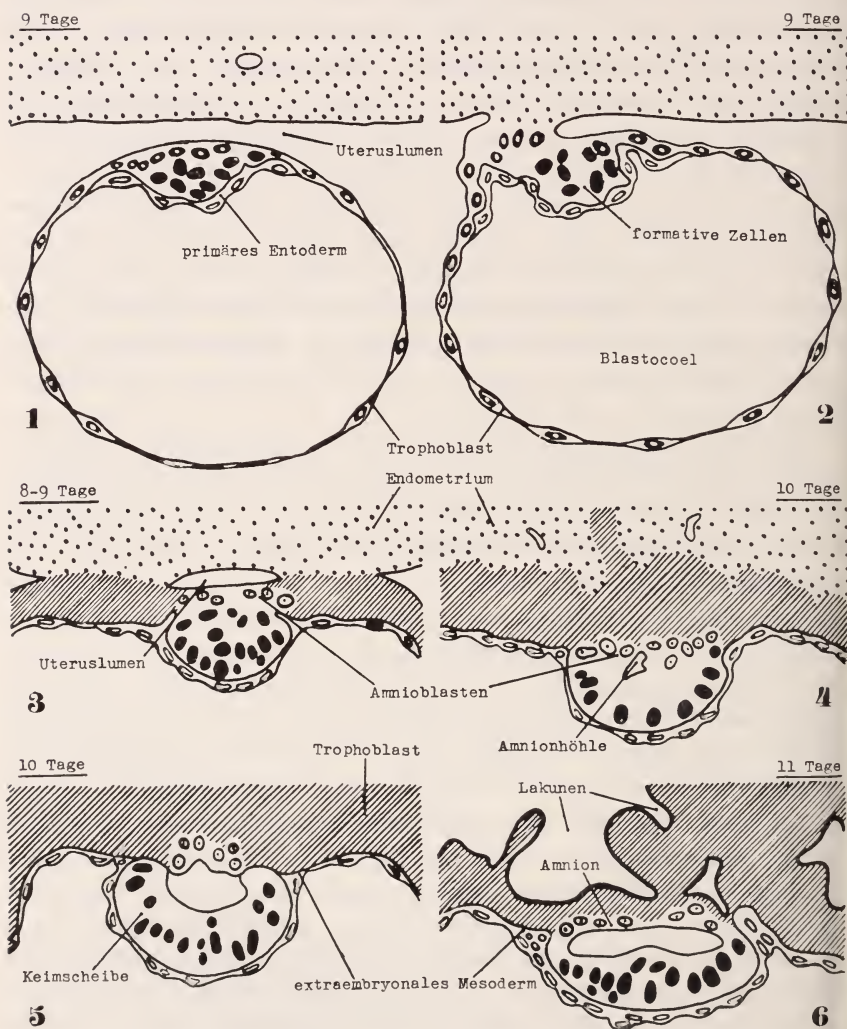 9 Tage
9 Tage
Uteruslumen
primäres Entoderm
formative Zellen
Blastocoel
1
2
Trophoblast
Endometrium
8-9 Tage
10 Tage
Uteruslumen
Amnioblasten
3
4
Amnionhöhle
Trophoblast
10 Tage
11 Tage
Lakunen
Amnion
Keimscheibe
extraembryonales Mesoderm
5
6